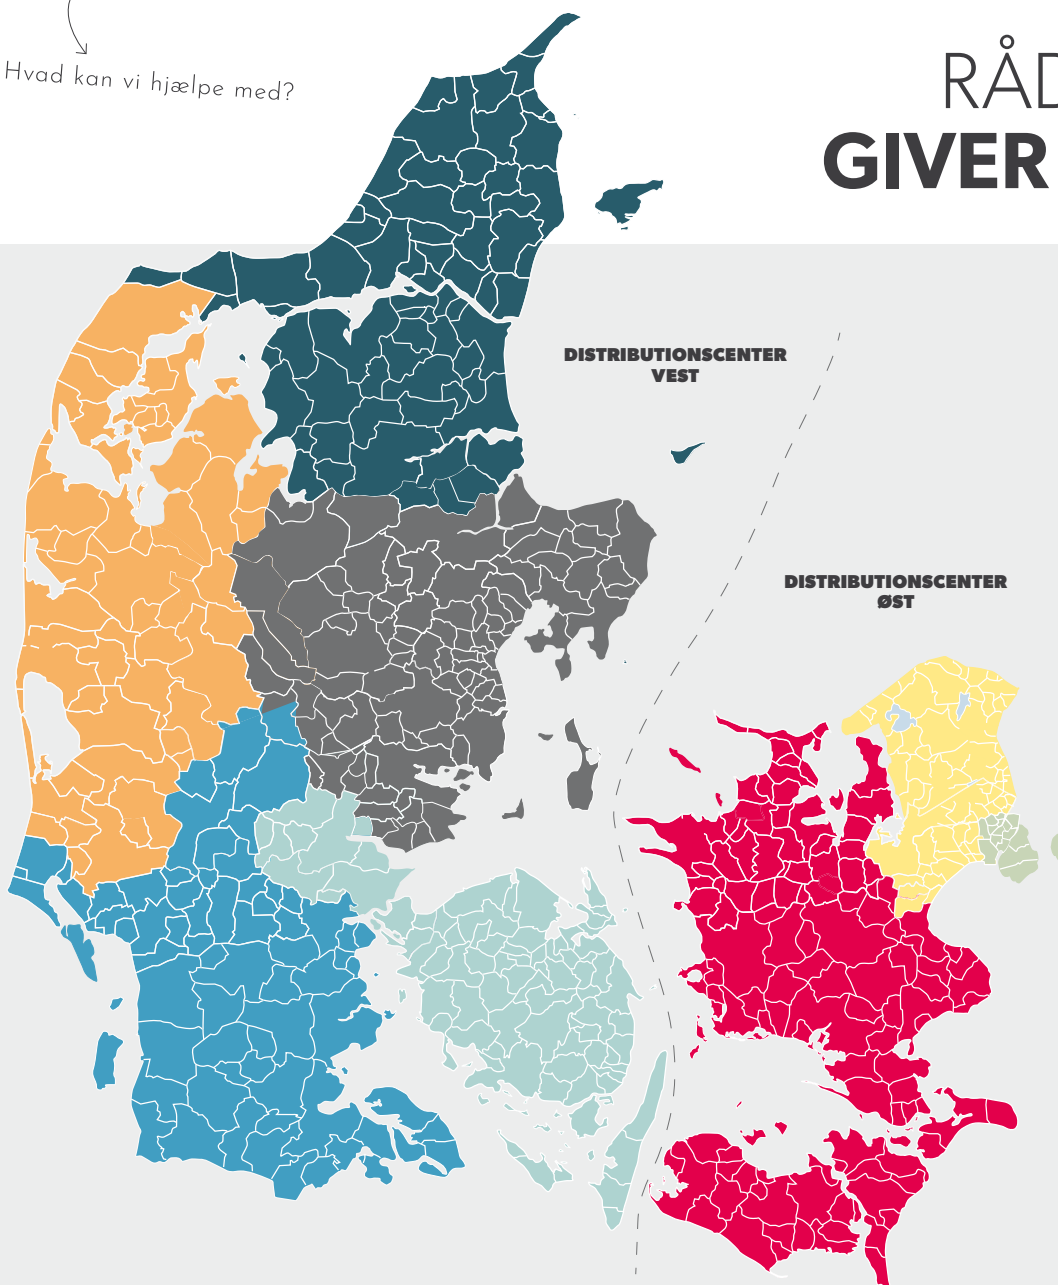 Hvad kan vi hjælpe med?
RÅD
GIVER
DISTRIBUTIONSCENTER
VEST
DISTRIBUTIONSCENTER
ØST